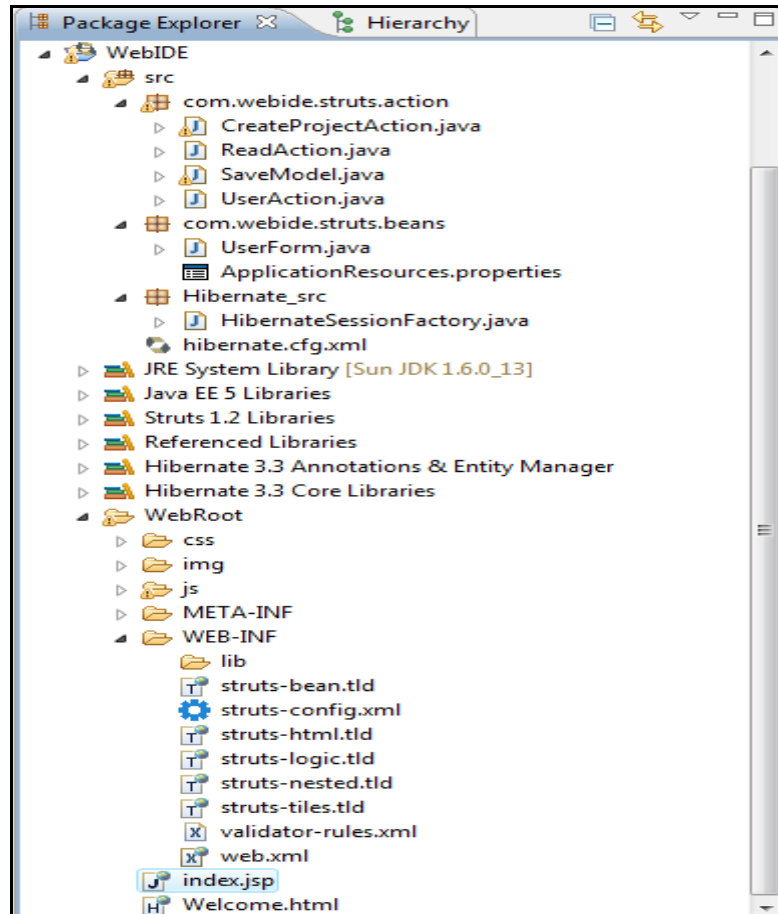 Package Explorer Hierarchy
WebIDE
src
com.webide.struts.action
CreateProjectAction.java
ReadAction.java
SaveModel.java
UserAction.java
com.webide.struts.beans
UserForm.java
ApplicationResources.properties
Hibernate_src
HibernateSessionFactory.java
hibernate.cfg.xml
JRE System Library [Sun JDK 1.6.0_13]
Java EE 5 Libraries
Struts 1.2 Libraries
Referenced Libraries
Hibernate 3.3 Annotations & Entity Manager
Hibernate 3.3 Core Libraries
WebRoot
css
img
js
META-INF
WEB-INF
lib
struts-bean.tld
struts-config.xml
struts-html.tld
struts-logic.tld
struts-nested.tld
struts-tiles.tld
validator-rules.xml
web.xml
index.jsp
Welcome.html